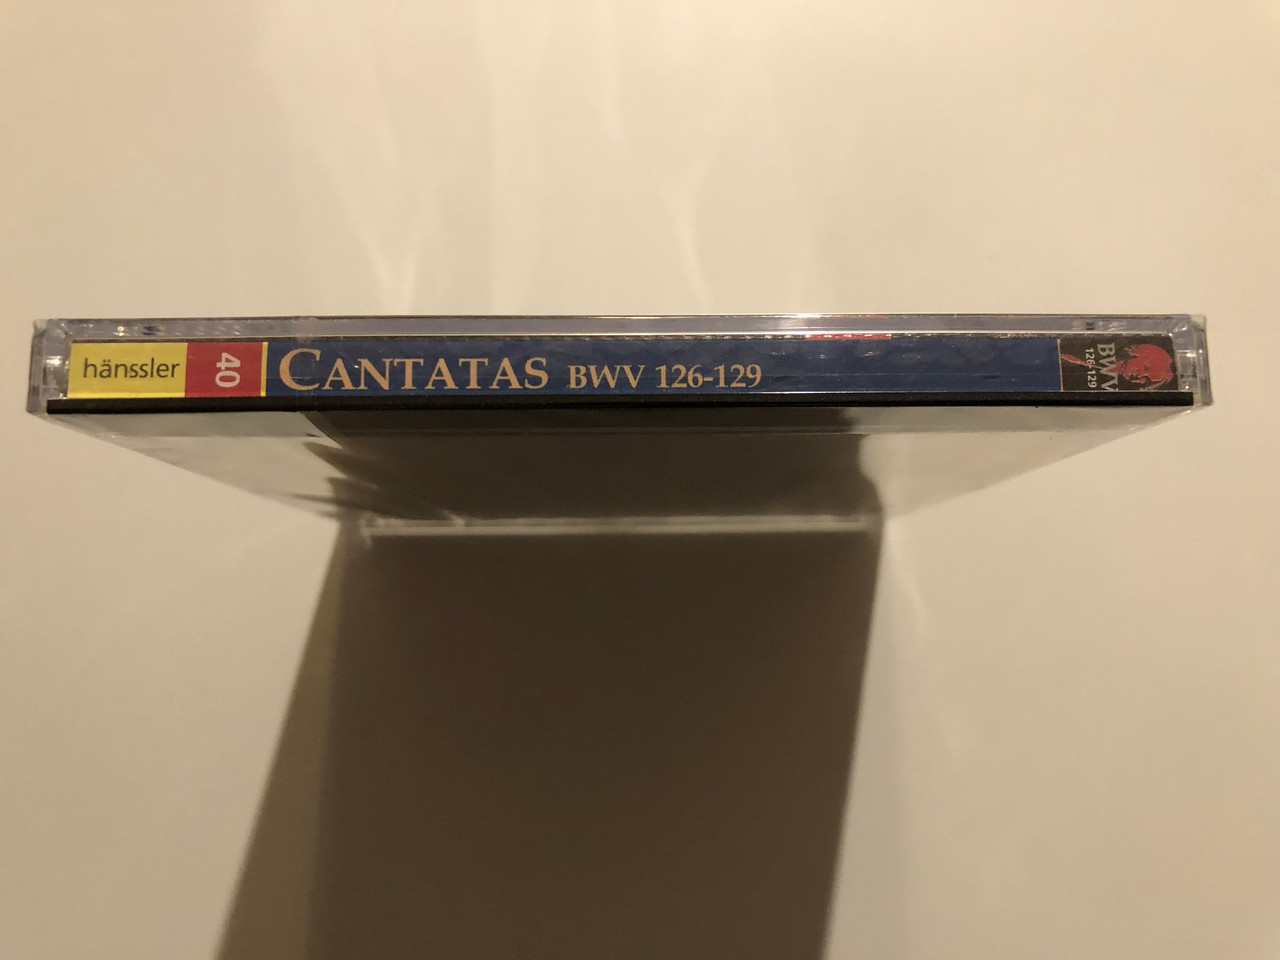 hänssler
40
CANTATAS BWV 126-129
BWV
126-129